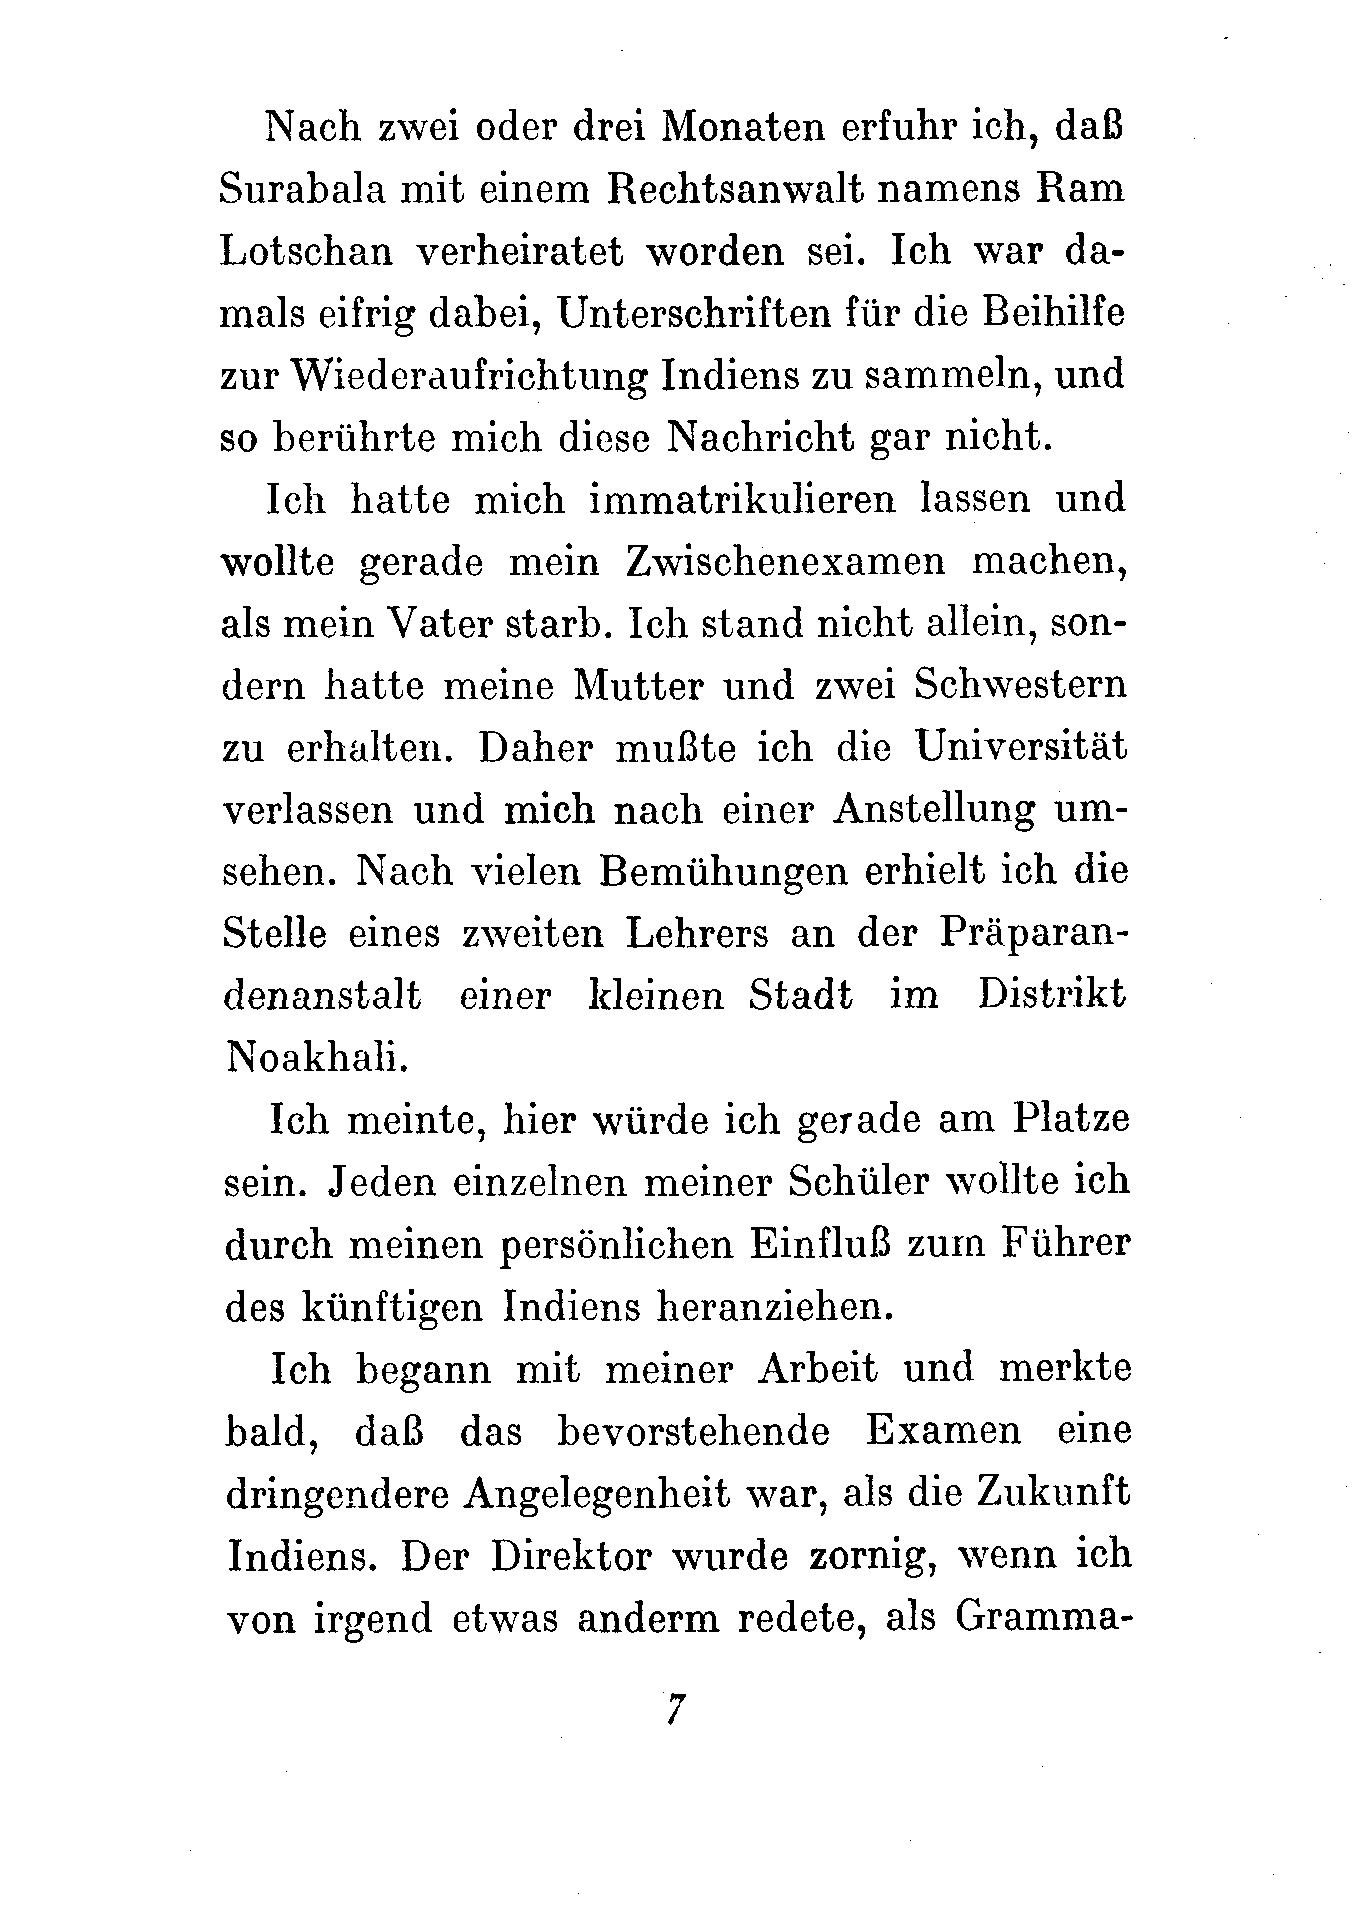 Nach zwei oder drei Monaten erfuhr ich, daß
Surabala mit einem Rechtsanwalt namens Ram
Lotschan verheiratet worden sei. Ich war da-
mals eifrig dabei, Unterschriften für die Beihilfe
zur Wiederaufrichtung Indiens zu sammeln, und
so berührte mich diese Nachricht gar nicht.
Ich hatte mich immatrikulieren lassen und
wollte gerade mein Zwischenexamen machen,
als mein Vater starb. Ich stand nicht allein, son-
dern hatte meine Mutter und zwei Schwestern
zu erhalten. Daher mußte ich die Universität
verlassen und mich nach einer Anstellung um-
sehen. Nach vielen Bemühungen erhielt ich die
Stelle eines zweiten Lehrers an der Präparan-
denanstalt einer kleinen Stadt im Distrikt
Noakhali.
Ich meinte, hier würde ich gerade am Platze
sein. Jeden einzelnen meiner Schüler wollte ich
durch meinen persönlichen Einfluß zum Führer
des künftigen Indiens heranziehen.
Ich begann mit meiner Arbeit und merkte
bald, daß das bevorstehende Examen eine
dringendere Angelegenheit war, als die Zukunft
Indiens. Der Direktor wurde zornig, wenn ich
von irgend etwas anderm redete, als Gramma-
7